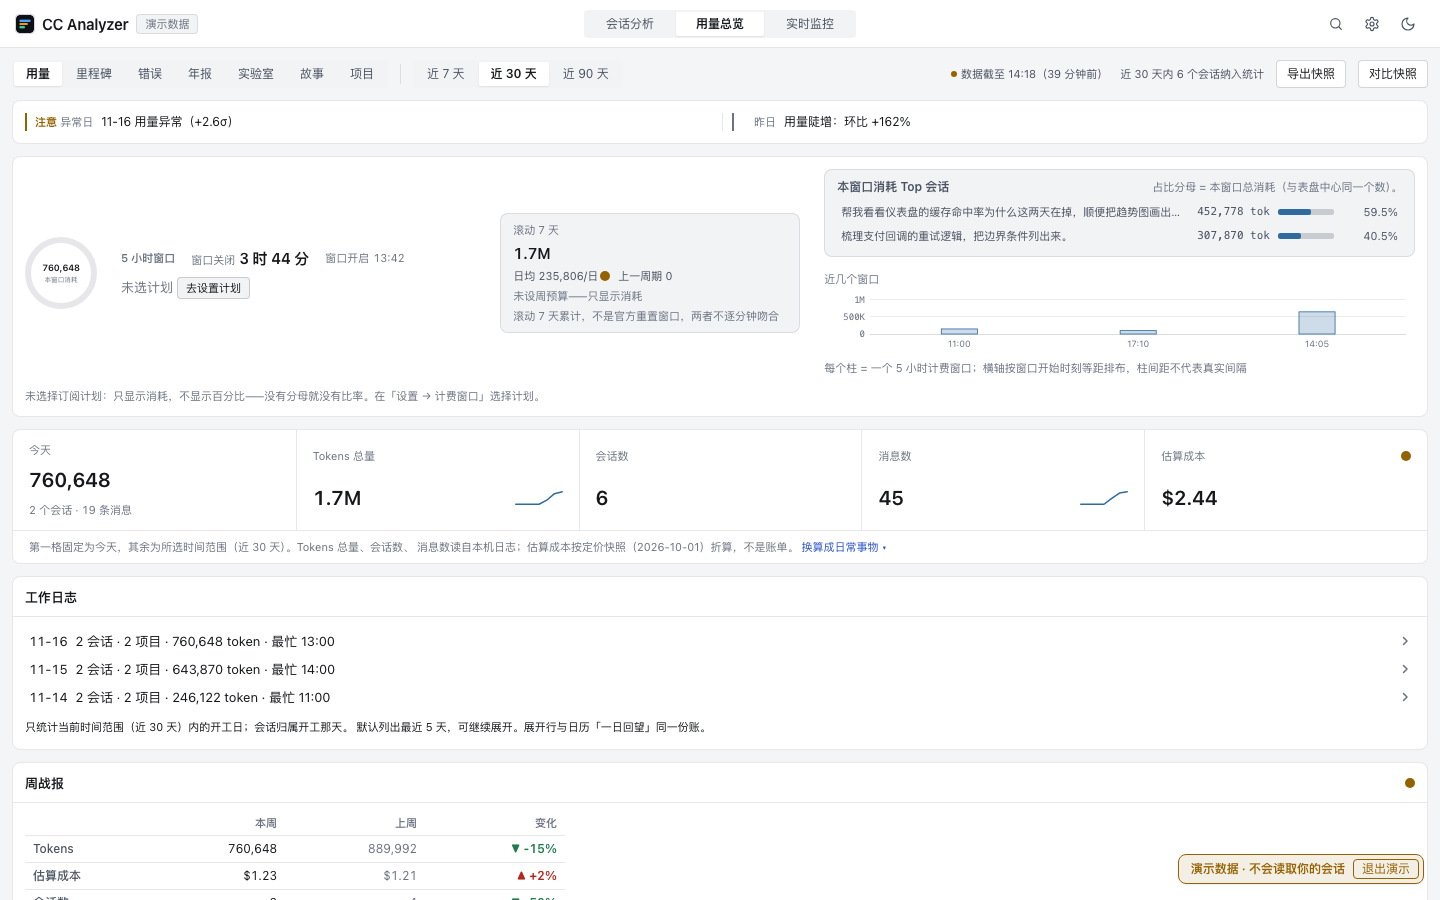 CC Analyzer 演示数据 会话分析 用量总览 实时监控
用量 里程碑 错误 年报 实验室 故事 项目 近 7 天 近 30 天 近 90 天 数据截至 14:18（39 分钟前） 近 30 天内 6 个会话纳入统计 导出快照 对比快照
注意 异常日 11-16 用量异常（+2.6σ） 昨日 用量陡增：环比 +162%
760,648
本窗口消耗
5 小时窗口 窗口关闭 3 时 44 分 窗口开启 13:42
未选计划 去设置计划
滚动 7 天
1.7M
日均 235,806/日 上一周期 0
未设周预算——只显示消耗
滚动 7 天累计，不是官方重置窗口，两者不逐分钟吻合
本窗口消耗 Top 会话 占比分母 = 本窗口总消耗（与表盘中心同一个数）。
帮我看看仪表盘的缓存命中率为什么这两天在掉，顺便把趋势图画出... 452,778 tok 59.5%
梳理支付回调的重试逻辑，把边界条件列出来。 307,870 tok 40.5%
近几个窗口
1M
500K
0
11:00 17:10 14:05
每个柱 = 一个 5 小时计费窗口；横轴按窗口开始时刻等距排布，柱间距不代表真实间隔
未选择订阅计划：只显示消耗，不显示百分比——没有分母就没有比率。在「设置 → 计费窗口」选择计划。
今天
760,648
2 个会话 · 19 条消息
Tokens 总量
1.7M
会话数
6
消息数
45
估算成本
$2.44
第一格固定为今天，其余为所选时间范围（近 30 天）。Tokens 总量、会话数、 消息数读自本机日志；估算成本按定价快照（2026-10-01）折算，不是账单。 换算成日常事物
工作日志
11-16 2 会话 · 2 项目 · 760,648 token · 最忙 13:00
11-15 2 会话 · 2 项目 · 643,870 token · 最忙 14:00
11-14 2 会话 · 2 项目 · 246,122 token · 最忙 11:00
只统计当前时间范围（近 30 天）内的开工日；会话归属开工那天。 默认列出最近 5 天，可继续展开。展开行与日历「一日回望」同一份账。
周战报
本周 上周 变化
Tokens 760,648 889,992 ▼ -15%
估算成本 $1.23 $1.21 ▲ +2%
演示数据 · 不会读取你的会话 退出演示